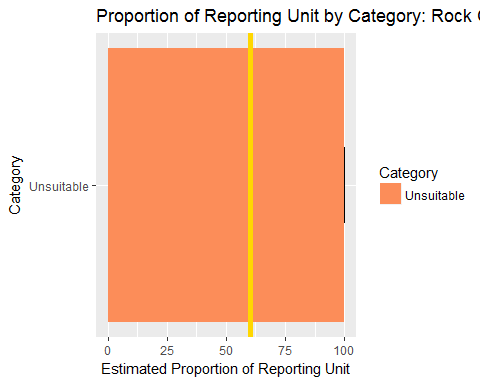 Proportion of Reporting Unit by Category: Rock
Category
Unsuitable
0 25 50 75 100
Estimated Proportion of Reporting Unit
Category
Unsuitable